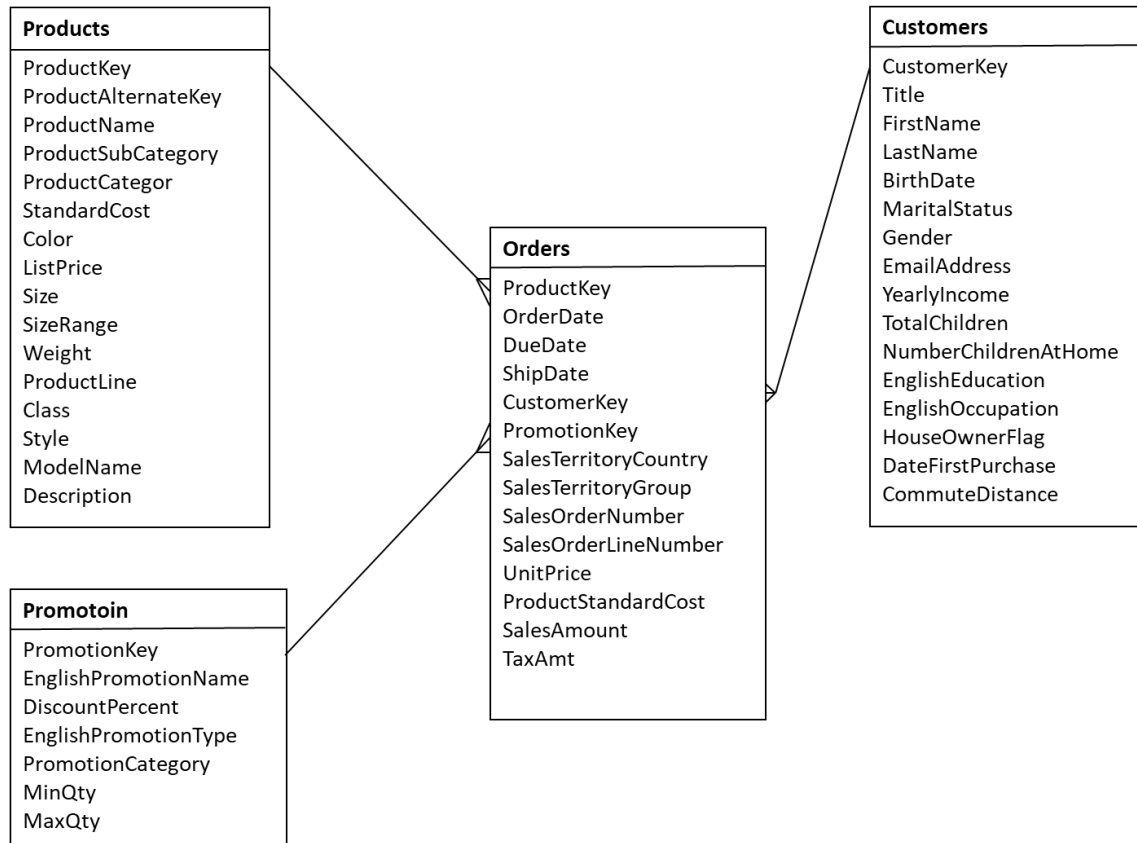 Products
ProductKey
ProductAlternateKey
ProductName
ProductSubCategory
ProductCategor
StandardCost
Color
ListPrice
Size
SizeRange
Weight
ProductLine
Class
Style
ModelName
Description
Promotoin
PromotionKey
EnglishPromotionName
DiscountPercent
EnglishPromotionType
PromotionCategory
MinQty
MaxQty
Orders
ProductKey
OrderDate
DueDate
ShipDate
CustomerKey
PromotionKey
SalesTerritoryCountry
SalesTerritoryGroup
SalesOrderNumber
SalesOrderLineNumber
UnitPrice
ProductStandardCost
SalesAmount
TaxAmt
Customers
CustomerKey
Title
FirstName
LastName
BirthDate
MaritalStatus
Gender
EmailAddress
YearlyIncome
TotalChildren
NumberChildrenAtHome
EnglishEducation
EnglishOccupation
HouseOwnerFlag
DateFirstPurchase
CommuteDistance